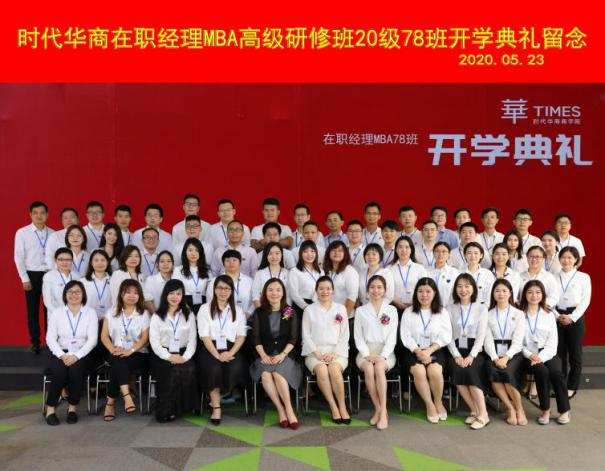 时代华商在职经理MBA高级研修班20级78班开学典礼留念
2020.05.23
華 TIMES
时代华商商学院
在职经理MBA78班 开学典礼